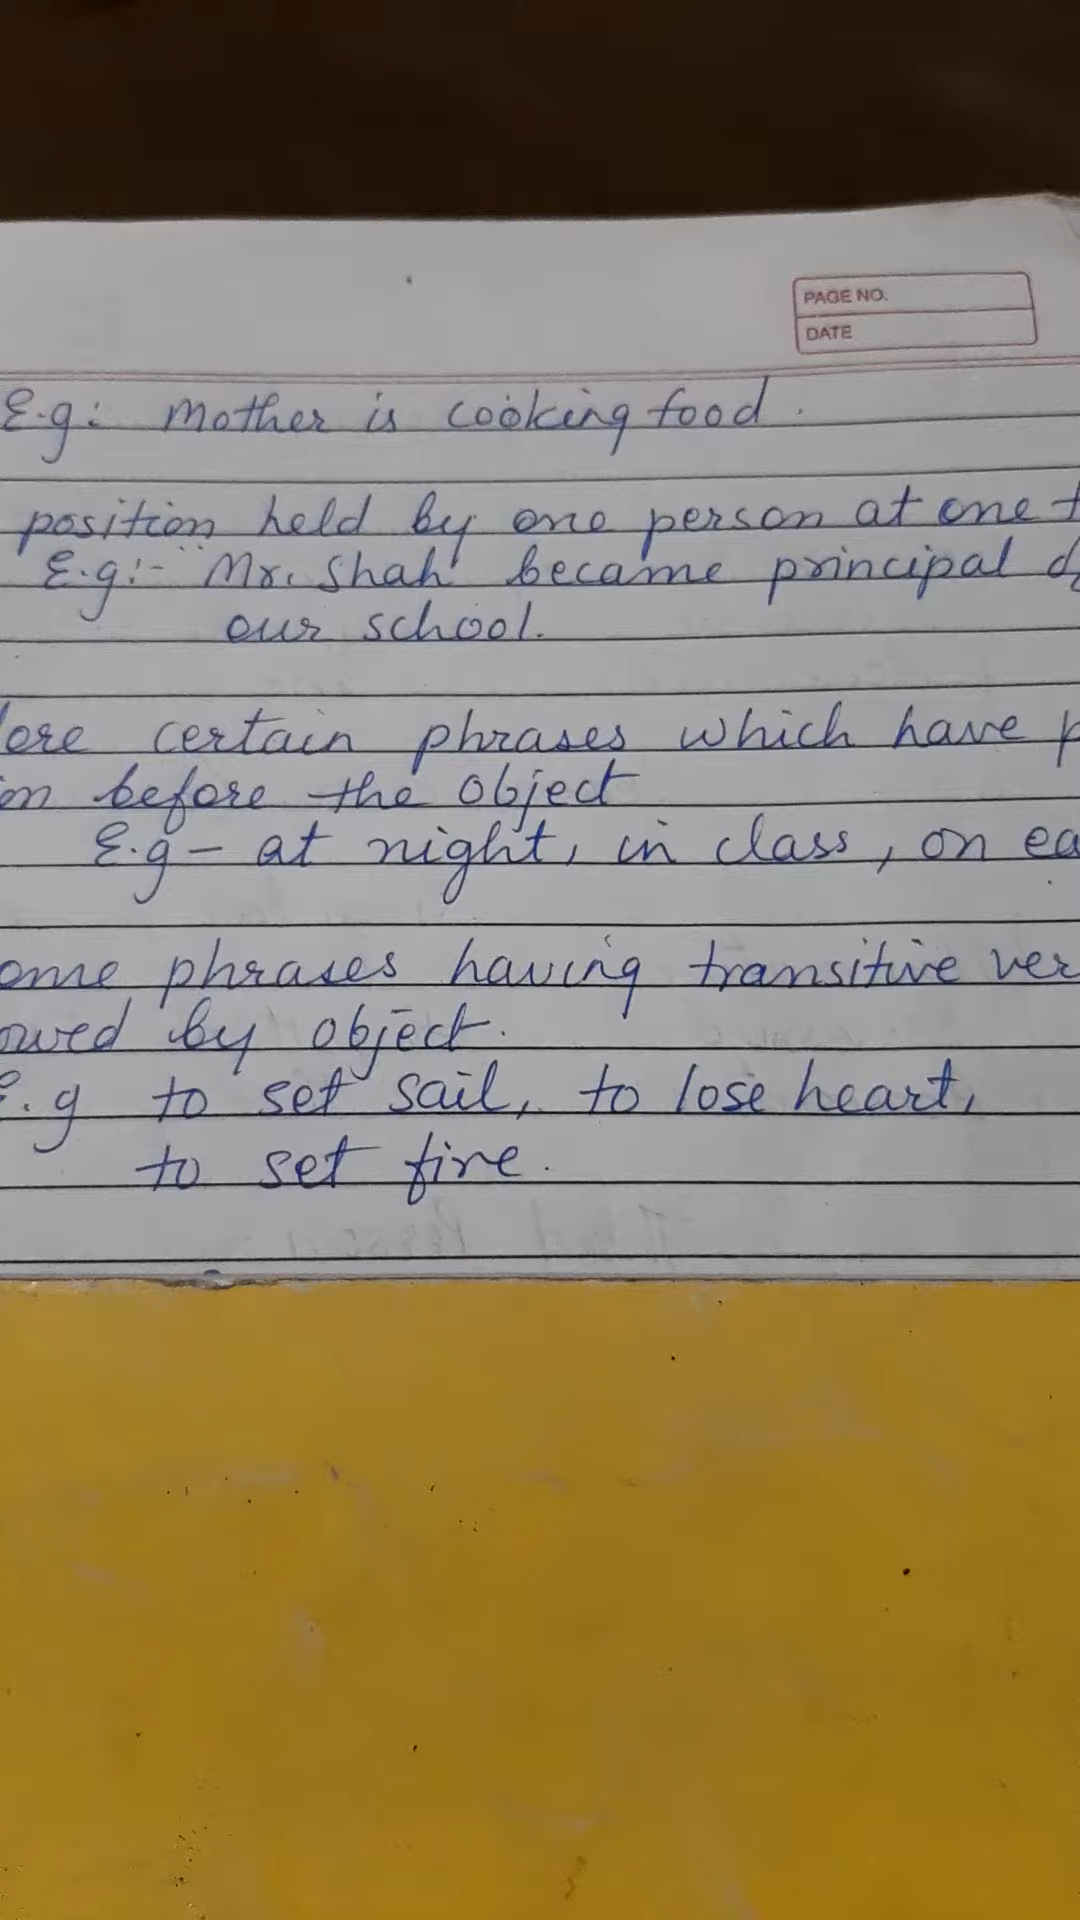 PAGE NO.
DATE
E.g: Mother is cooking food.
position held by one person at one
E.g:- Mr. Shah became principal of
our school.
certain phrases which have
before the object
E.g - at night, in class, on
phrases having transitive
by object.
E.g to set sail, to lose heart,
to set fire.